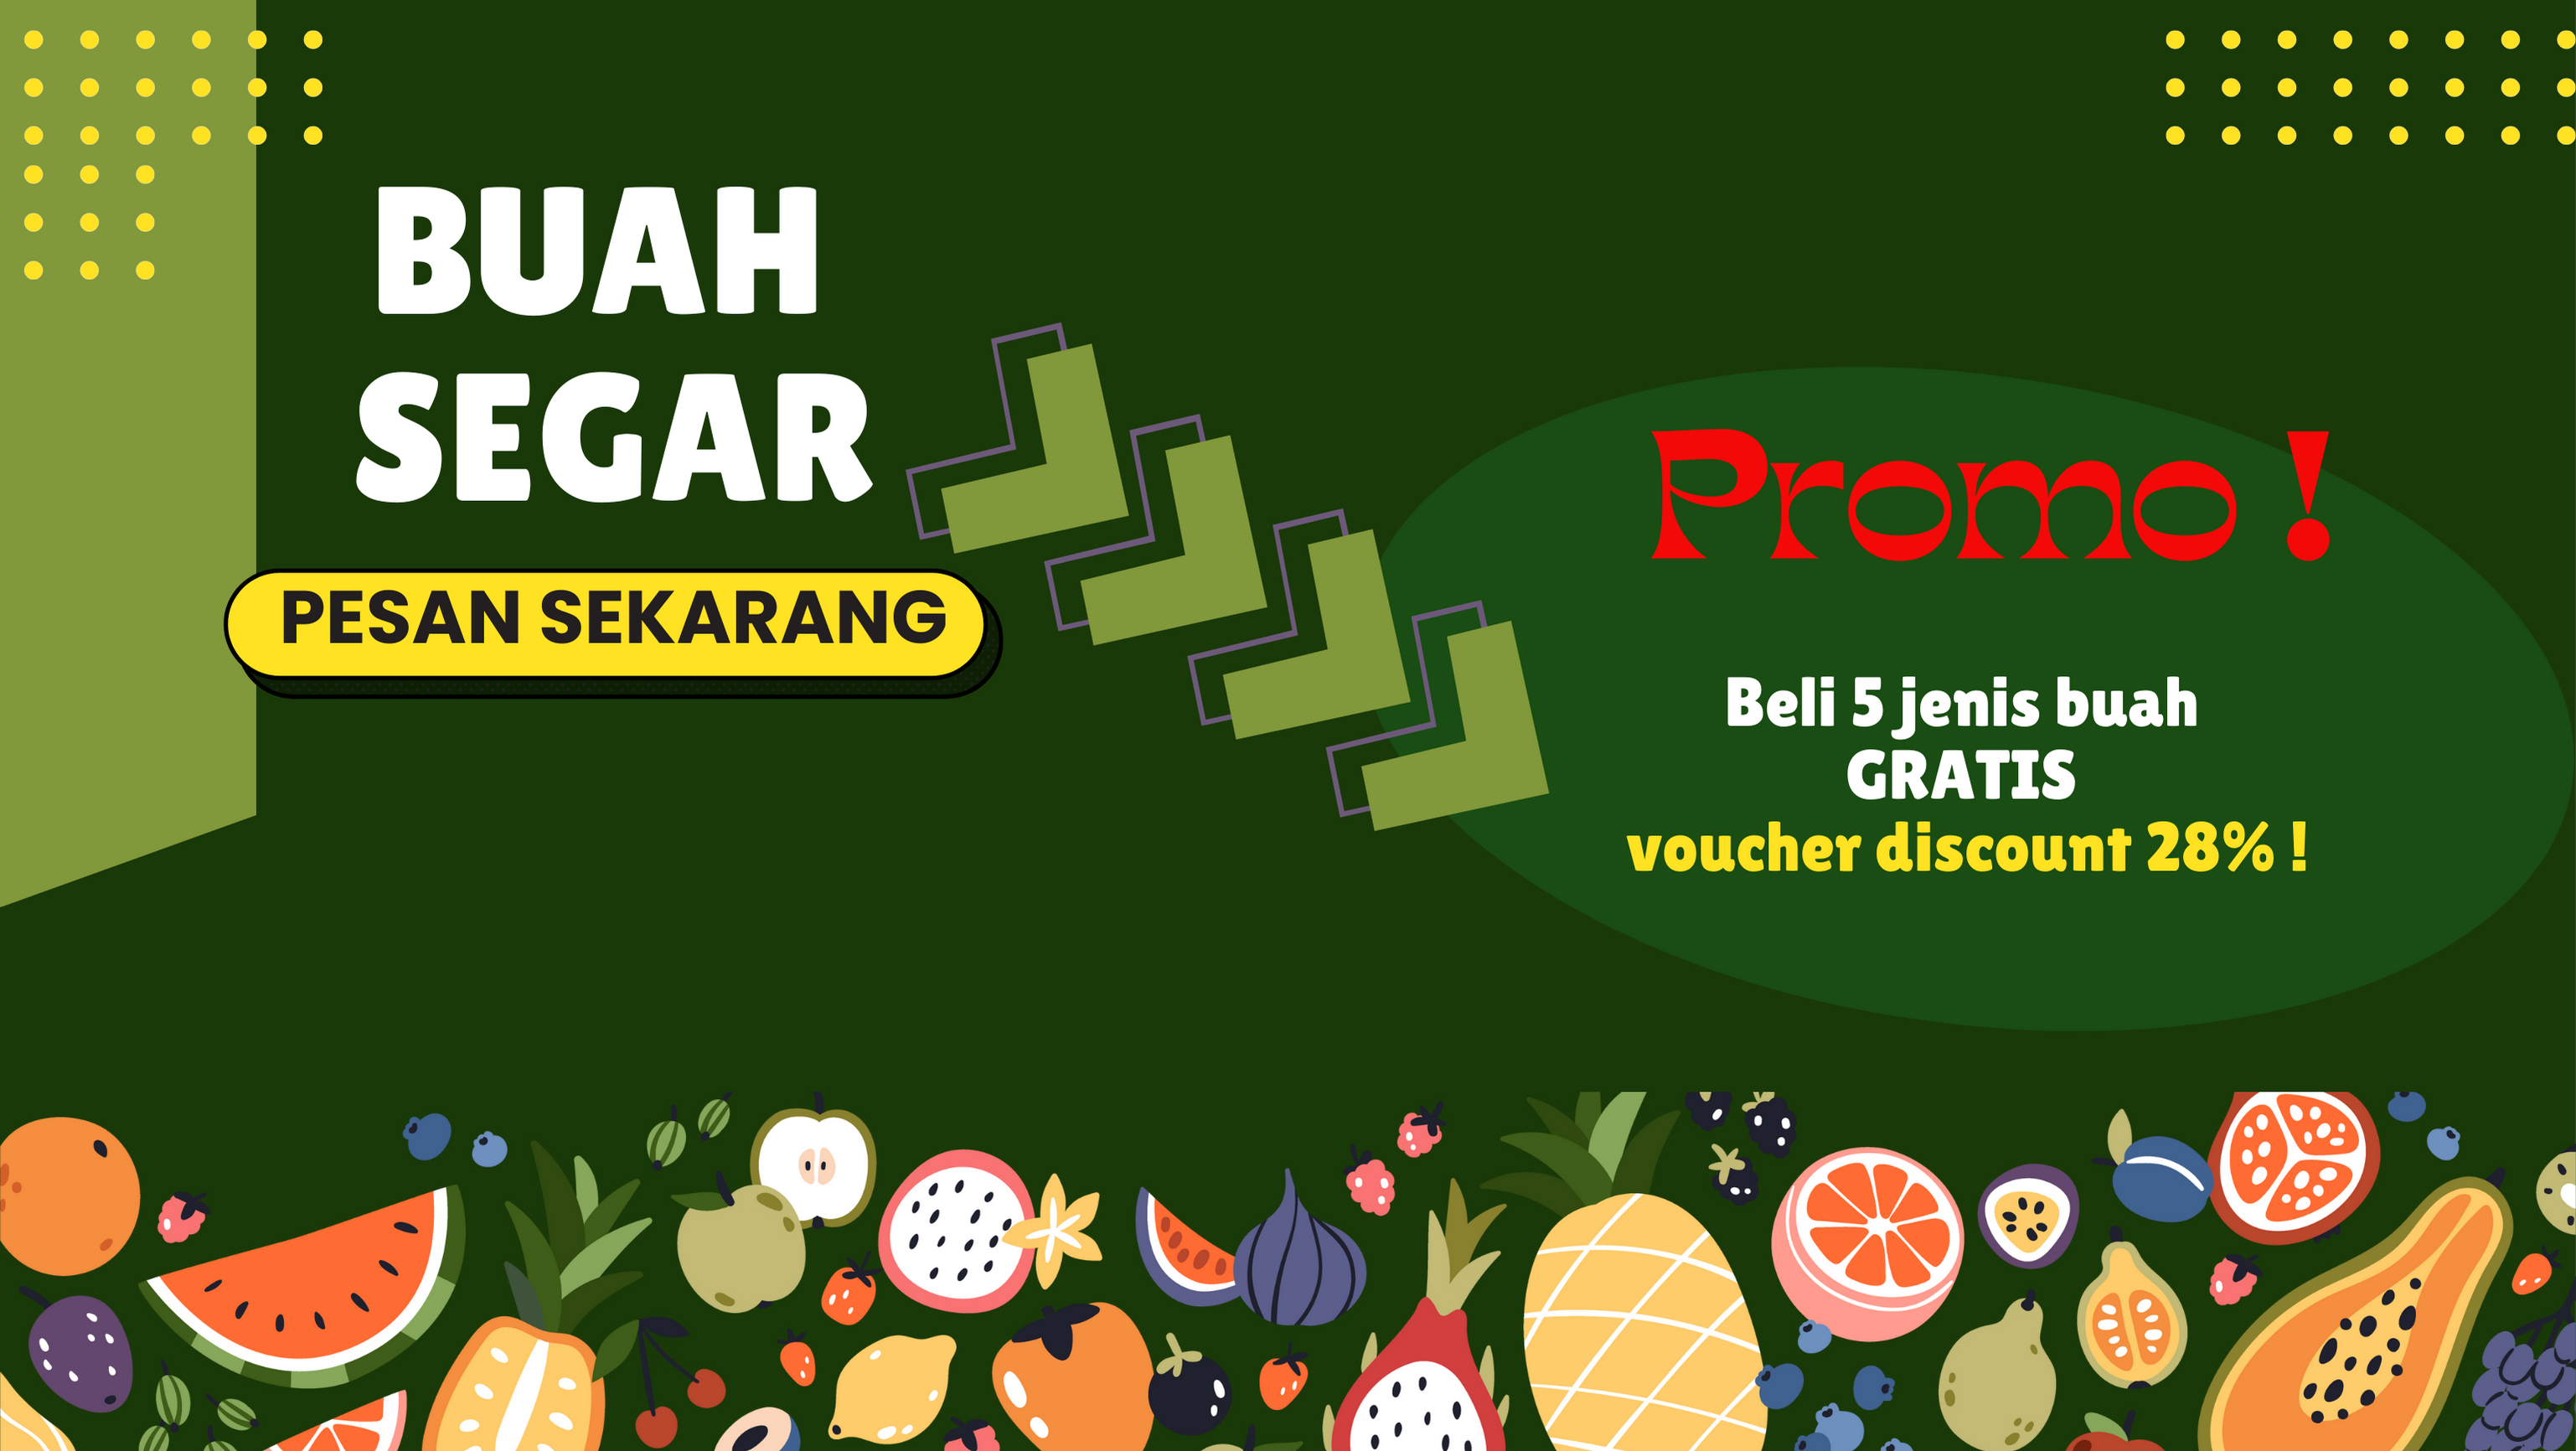 BUAH
SEGAR
PESAN SEKARANG
Promo !
Beli 5 jenis buah
GRATIS
voucher discount 28% !